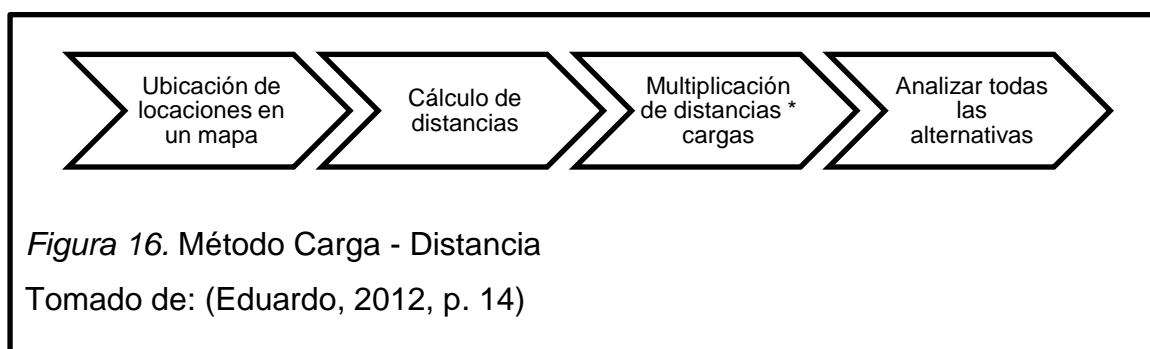 Ubicación de
locaciones en
un mapa
Cálculo de
distancias
Multiplicación
de distancias *
cargas
Analizar todas
las
alternativas
Figura 16. Método Carga - Distancia
Tomado de: (Eduardo, 2012, p. 14)